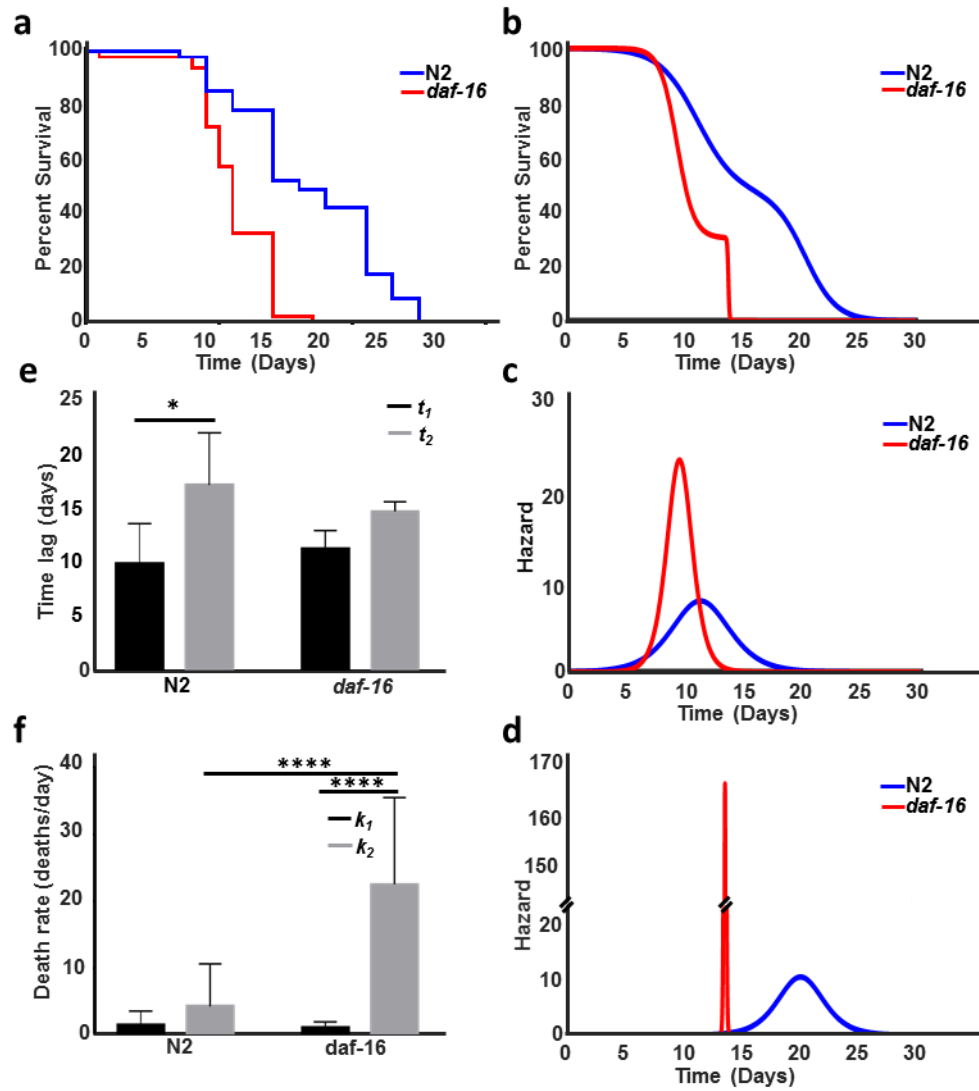 a
100
80
60
40
20
0
Percent Survival
0 5 10 15 20 25 30
Time (Days)
N2
daf-16
b
100
80
60
40
20
0
Percent Survival
0 5 10 15 20 25 30
Time (Days)
N2
daf-16
e
25
20
15
10
5
0
Time lag (days)
*
t1
t2
N2 daf-16
c
30
20
10
0
Hazard
0 5 10 15 20 25 30
Time (Days)
N2
daf-16
f
40
30
20
10
0
Death rate (deaths/day)
****
****
k1
k2
N2 daf-16
d
170
160
150
20
10
0
Hazard
0 5 10 15 20 25 30
Time (Days)
N2
daf-16